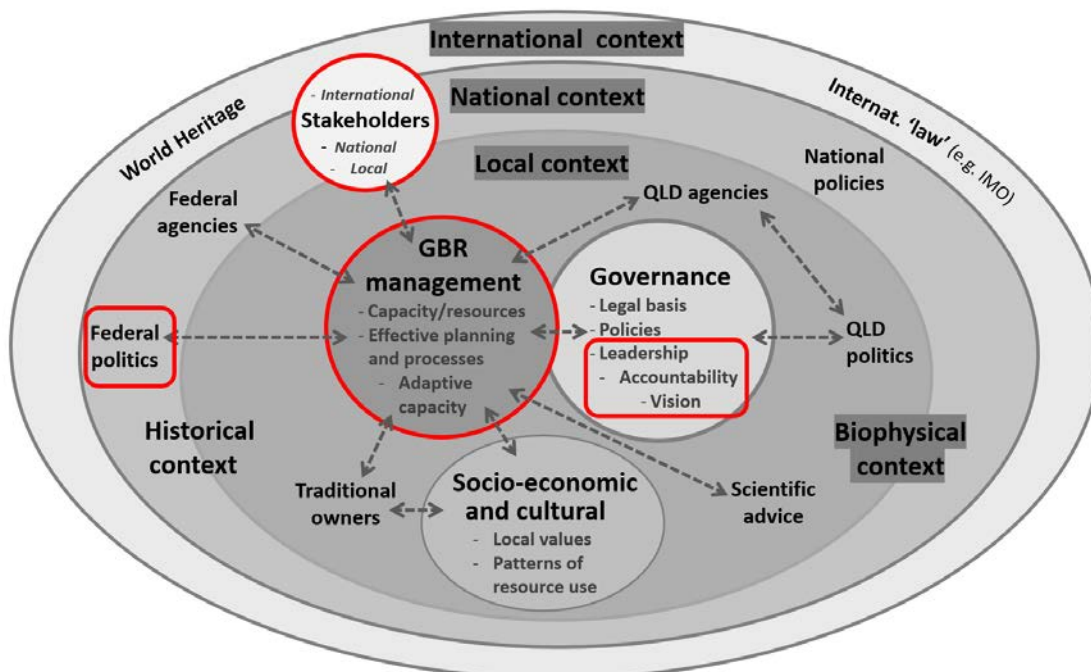 International context
National context
Local context
World Heritage
Internat. ‘law’ (e.g. IMO)
- International
Stakeholders
- National
- Local
National
policies
Federal
agencies
QLD agencies
GBR
management
- Capacity/resources
- Effective planning
and processes
- Adaptive
capacity
Governance
- Legal basis
- Policies
- Leadership
- Accountability
- Vision
Federal
politics
QLD
politics
Historical
context
Biophysical
context
Traditional
owners
Socio-economic
and cultural
- Local values
- Patterns of
resource use
Scientific
advice